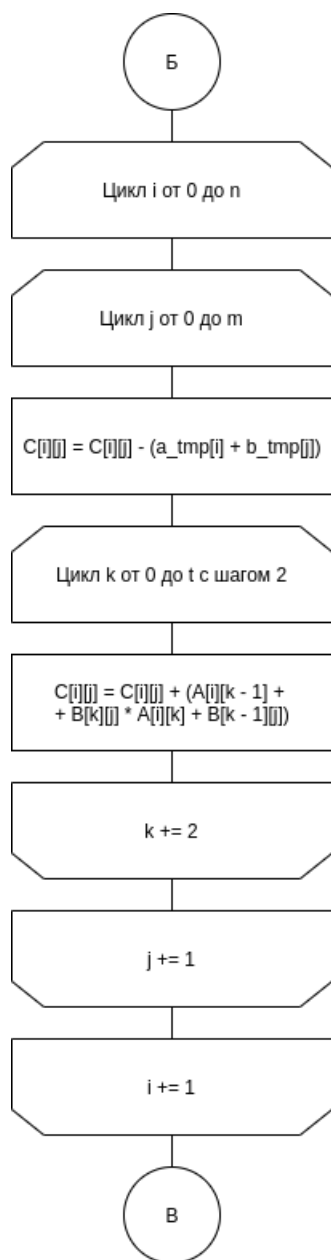 Б
Цикл i от 0 до n
Цикл j от 0 до m
C[i][j] = C[i][j] - (a_tmp[i] + b_tmp[j])
Цикл k от 0 до t с шагом 2
C[i][j] = C[i][j] + (A[i][k - 1] +
+ B[k][j] * A[i][k] + B[k - 1][j])
k += 2
j += 1
i += 1
В